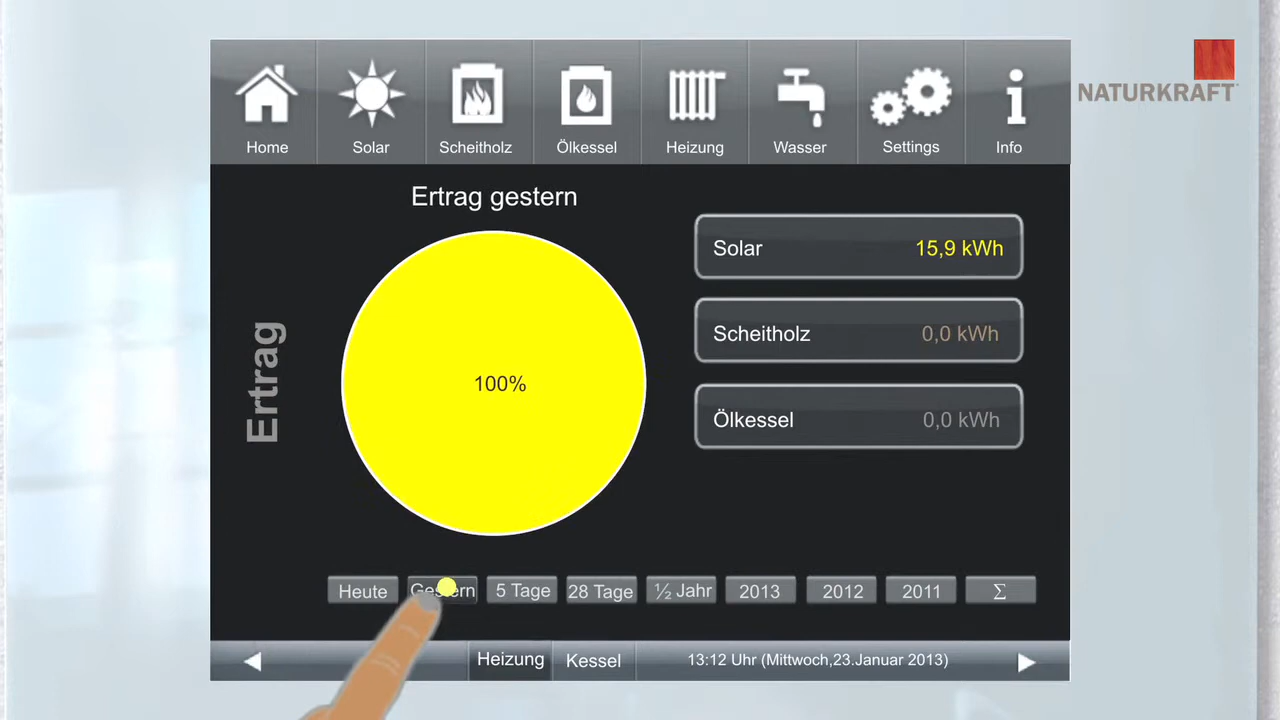 NATURKRAFT
Home Solar Scheitholz Ölkessel Heizung Wasser Settings Info
Ertrag gestern
Ertrag
100%
Solar 15,9 kWh
Scheitholz 0,0 kWh
Ölkessel 0,0 kWh
Heute Gestern 5 Tage 28 Tage ½ Jahr 2013 2012 2011 Σ
Heizung Kessel 13:12 Uhr (Mittwoch,23.Januar 2013)